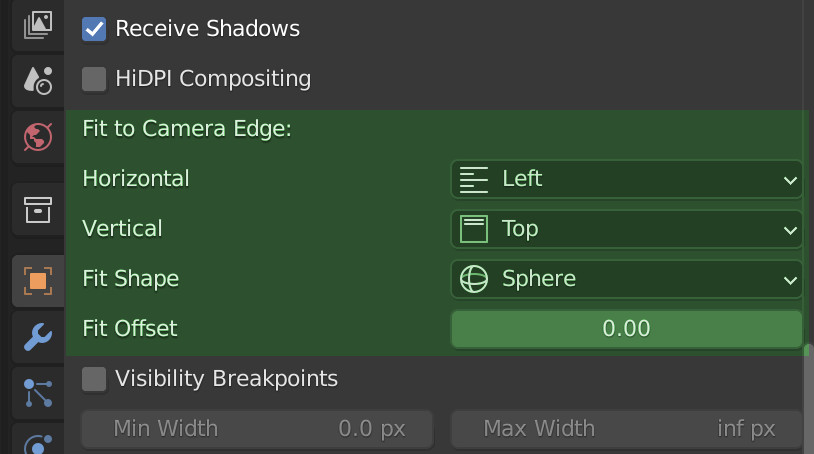 Receive Shadows
HiDPI Compositing
Fit to Camera Edge:
Horizontal Left
Vertical Top
Fit Shape Sphere
Fit Offset 0.00
Visibility Breakpoints
Min Width 0.0 px Max Width inf px